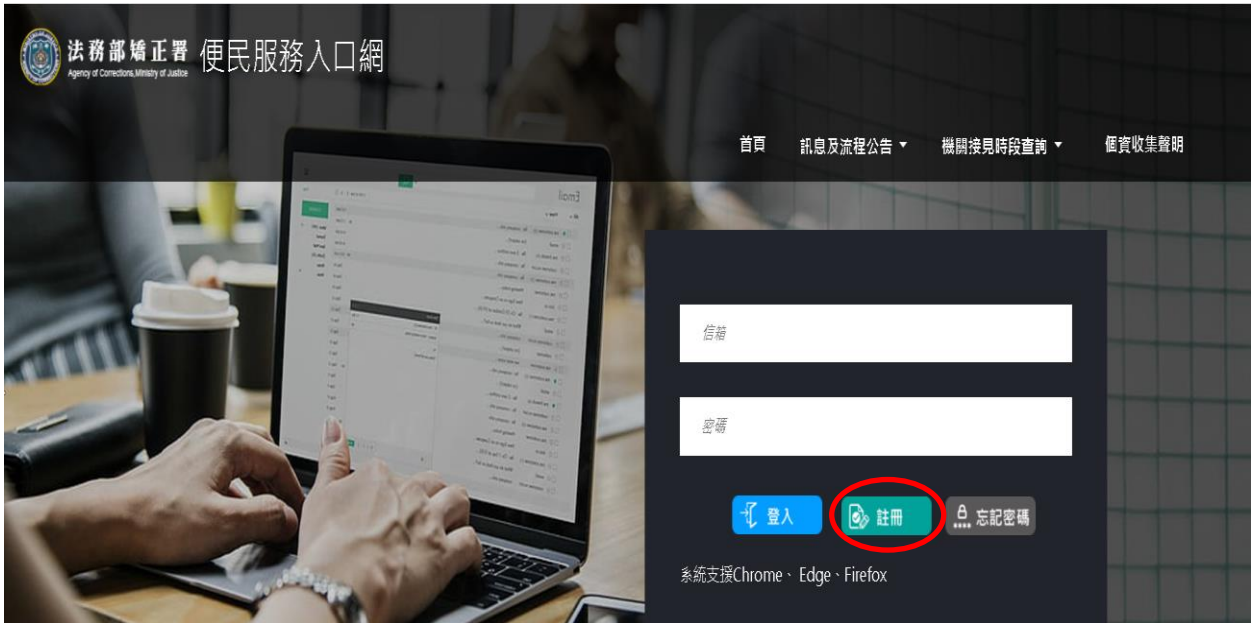 法務部矯正署 便民服務入口網
Agency of Corrections, Ministry of Justice
首頁 訊息及流程公告 ▼ 機關接見時段查詢 ▼ 個資收集聲明
信箱
密碼
登入 註冊 忘記密碼
系統支援Chrome、Edge、Firefox